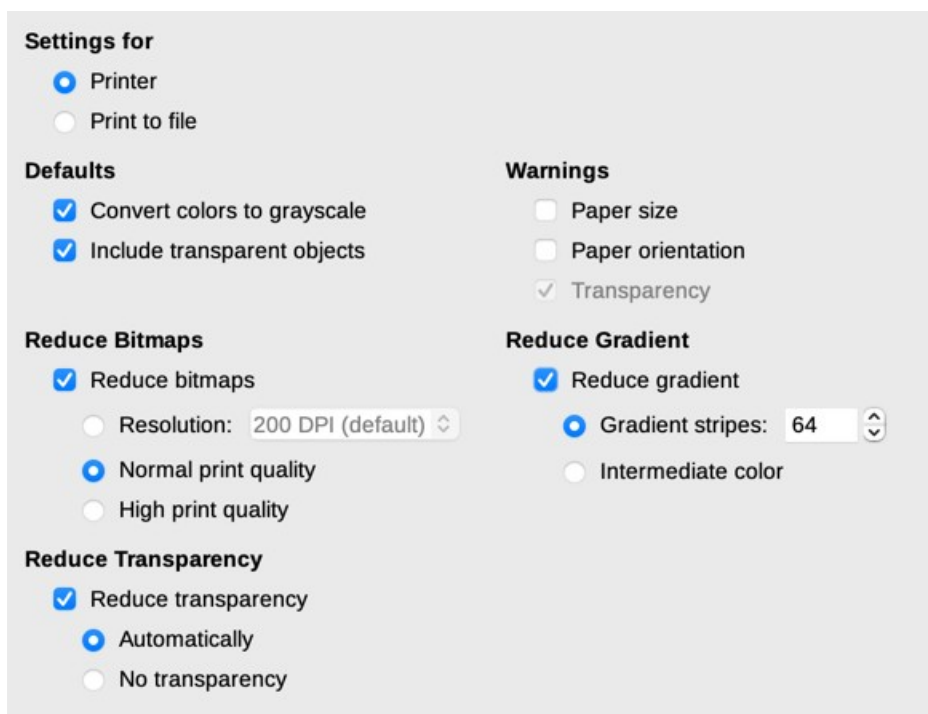 Settings for
Printer
Print to file
Defaults
Convert colors to grayscale
Include transparent objects
Warnings
Paper size
Paper orientation
Transparency
Reduce Bitmaps
Reduce bitmaps
Resolution: 200 DPI (default)
Normal print quality
High print quality
Reduce Gradient
Reduce gradient
Gradient stripes: 64
Intermediate color
Reduce Transparency
Reduce transparency
Automatically
No transparency